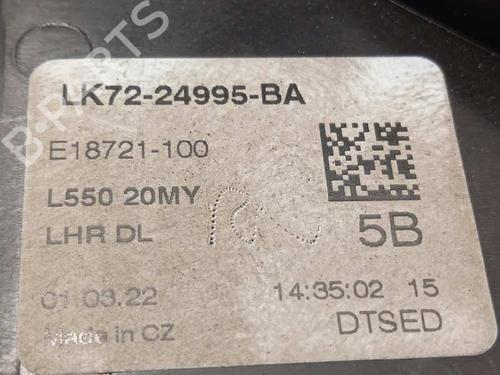 LK72-24995-BA
E18721-100
L550 20MY
LHR DL
5B
01.03.22
14:35:02 15
Made in CZ
DTSED
B-PARTS